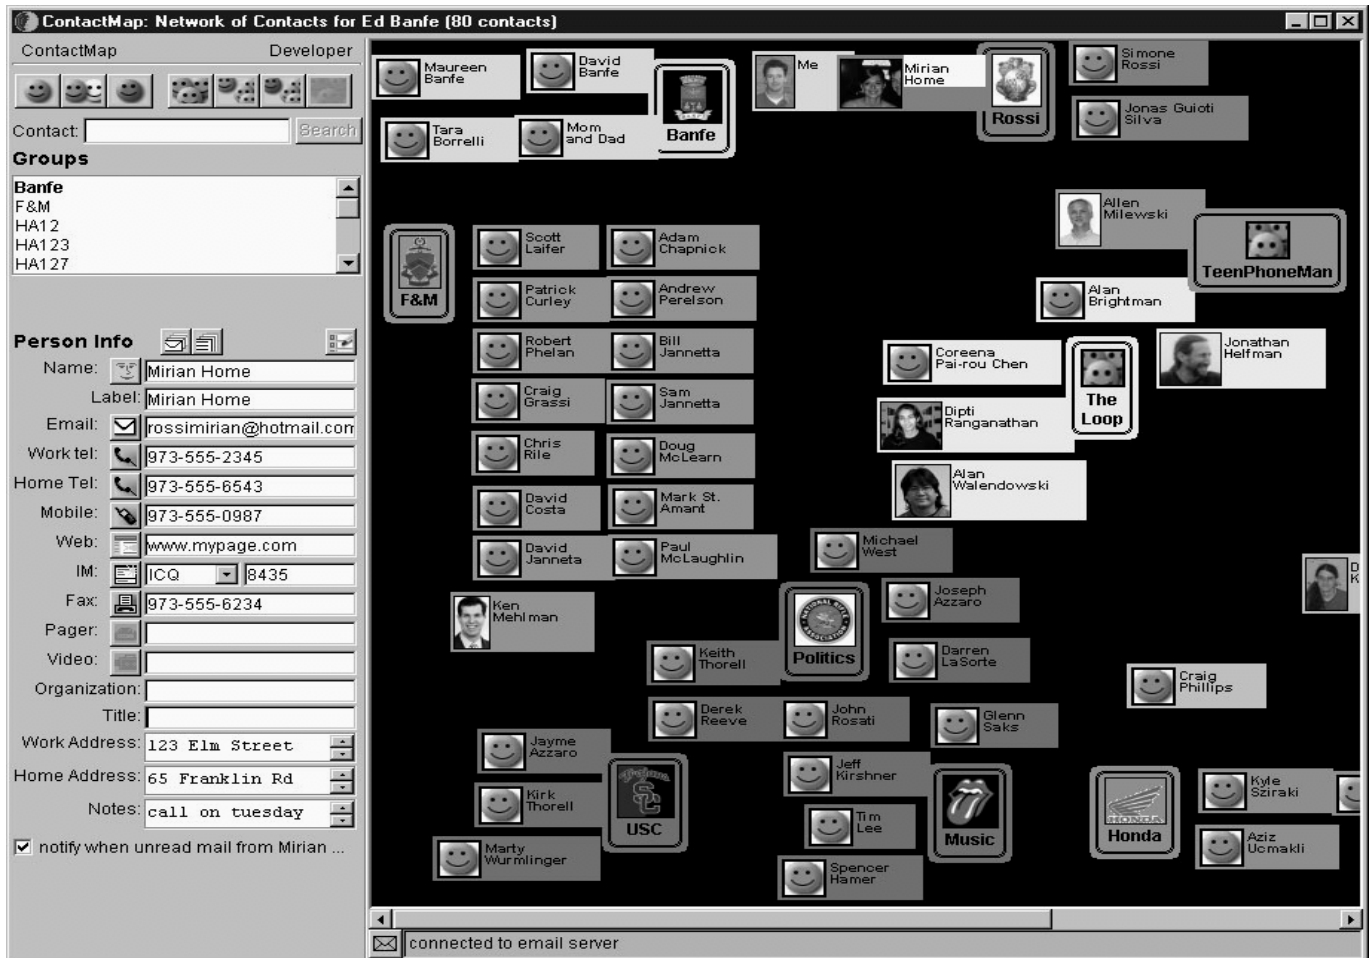 ContactMap: Network of Contacts for Ed Banfe (80 contacts)
ContactMap Developer
Contact: Search
Groups
Banfe
F&M
HA12
HA123
HA127
Person Info
Name: Mirian Home
Label: Mirian Home
Email: rossimirian@hotmail.com
Work tel: 973-555-2345
Home Tel: 973-555-6543
Mobile: 973-555-0987
Web: www.mypage.com
IM: ICQ 8435
Fax: 973-555-6234
Pager:
Video:
Organization:
Title:
Work Address: 123 Elm Street
Home Address: 65 Franklin Rd
Notes: call on tuesday
notify when unread mail from Mirian ...
Maureen
Banfe
David
Banfe
Tara
Borrelli
Mom
and Dad
Banfe
Me
Mirian
Home
Rossi
Simone
Rossi
Jonas Guioti
Silva
Allen
Milewski
TeenPhoneMan
Alan
Brightman
F&M
Scott
Laifer
Adam
Chapnick
Patrick
Curley
Andrew
Perelson
Robert
Phelan
Bill
Jannetta
Craig
Grassi
Sam
Jannetta
Chris
Rile
Doug
McLearn
David
Costa
Mark St.
Amant
David
Janneta
Paul
McLaughlin
Coreena
Pai-rou Chen
The
Loop
Jonathan
Helfman
Dipti
Ranganathan
Alan
Walendowski
Michael
West
Joseph
Azzaro
D
K
Ken
Mehlman
NATIONAL RIFLE
ASSOCIATION
Politics
Keith
Thorell
Darren
LaSorte
Craig
Phillips
Derek
Reeve
John
Rosati
Glenn
Saks
Jayme
Azzaro
Trojans
SC
USC
Jeff
Kirshner
Music
HONDA
Honda
Kyle
Sziraki
Kirk
Thorell
Tim
Lee
Aziz
Ucmakli
Marty
Wurmlinger
Spencer
Hamer
connected to email server